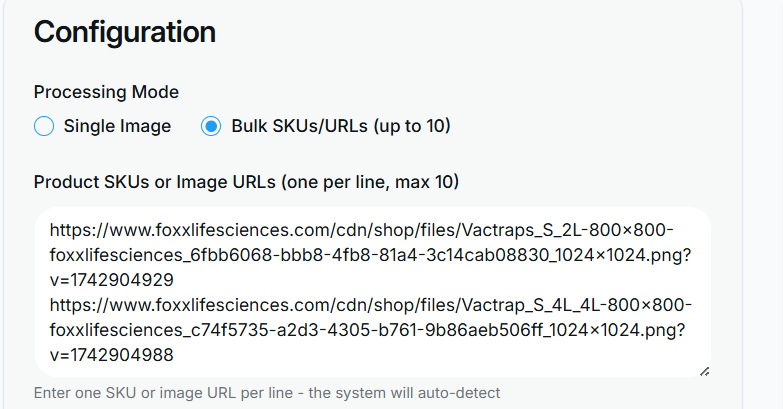 Configuration
Processing Mode
Single Image
Bulk SKUs/URLs (up to 10)
Product SKUs or Image URLs (one per line, max 10)
https://www.foxxlifesciences.com/cdn/shop/files/Vactraps_S_2L-800×800-
foxxlifesciences_6fbb6068-bbb8-4fb8-81a4-3c14cab08830_1024×1024.png?
v=1742904929
https://www.foxxlifesciences.com/cdn/shop/files/Vactrap_S_4L_4L-800×800-
foxxlifesciences_c74f5735-a2d3-4305-b761-9b86aeb506ff_1024×1024.png?
v=1742904988
Enter one SKU or image URL per line - the system will auto-detect